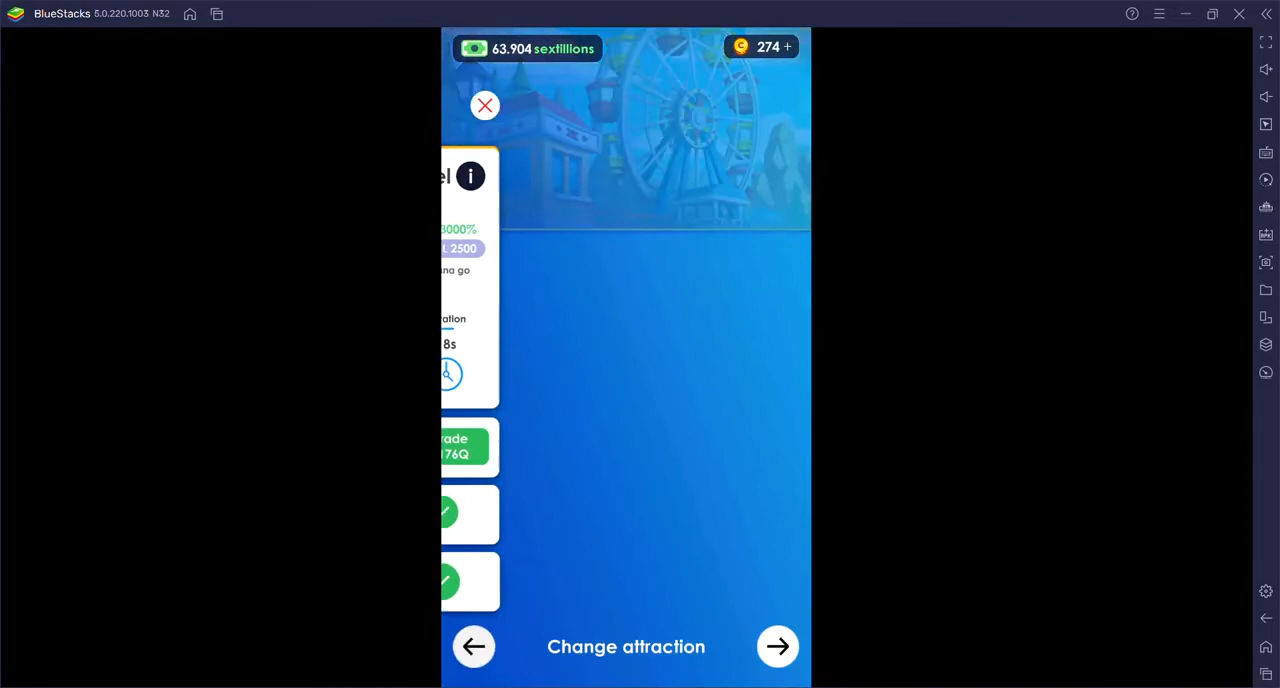 BlueStacks 5.0.220.1003 N32
63.904 sextillions
274 +
el i
3000%
L 2500
nna go
ation
8s
rade
176Q
Change attraction